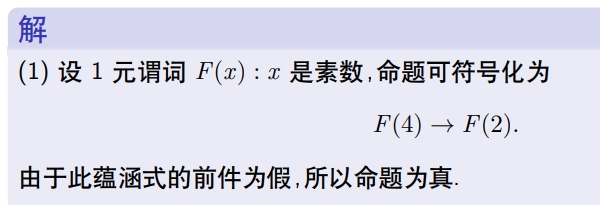 解
(1) 设 1 元谓词 F(x) : x 是素数,命题可符号化为
F(4) → F(2).
由于此蕴涵式的前件为假,所以命题为真.